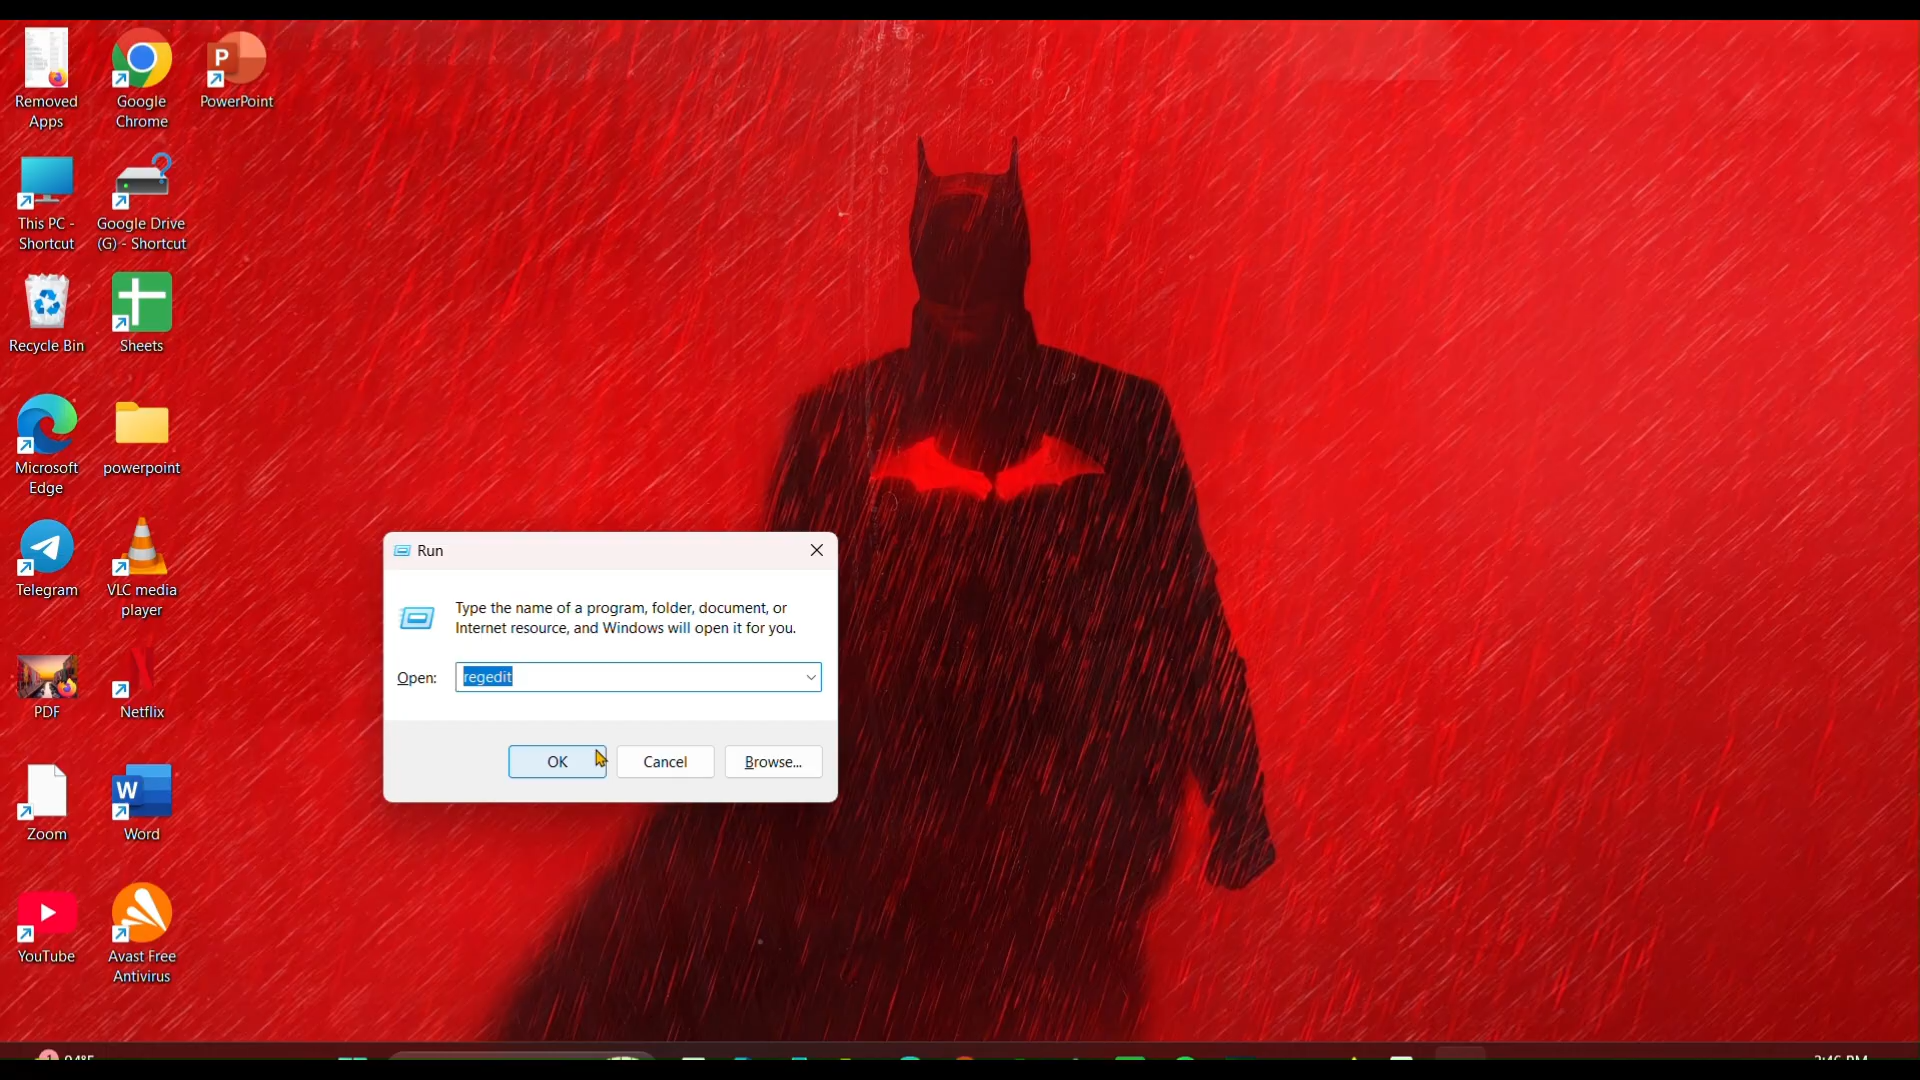 Removed
Apps
Google
Chrome
PowerPoint
This PC -
Shortcut
Google Drive
(G) - Shortcut
Recycle Bin
Sheets
Microsoft
Edge
powerpoint
Telegram
VLC media
player
PDF
Netflix
Zoom
W
Word
YouTube
Avast Free
Antivirus
P
Run
Type the name of a program, folder, document, or
Internet resource, and Windows will open it for you.
Open:
regedit
OK
Cancel
Browse...